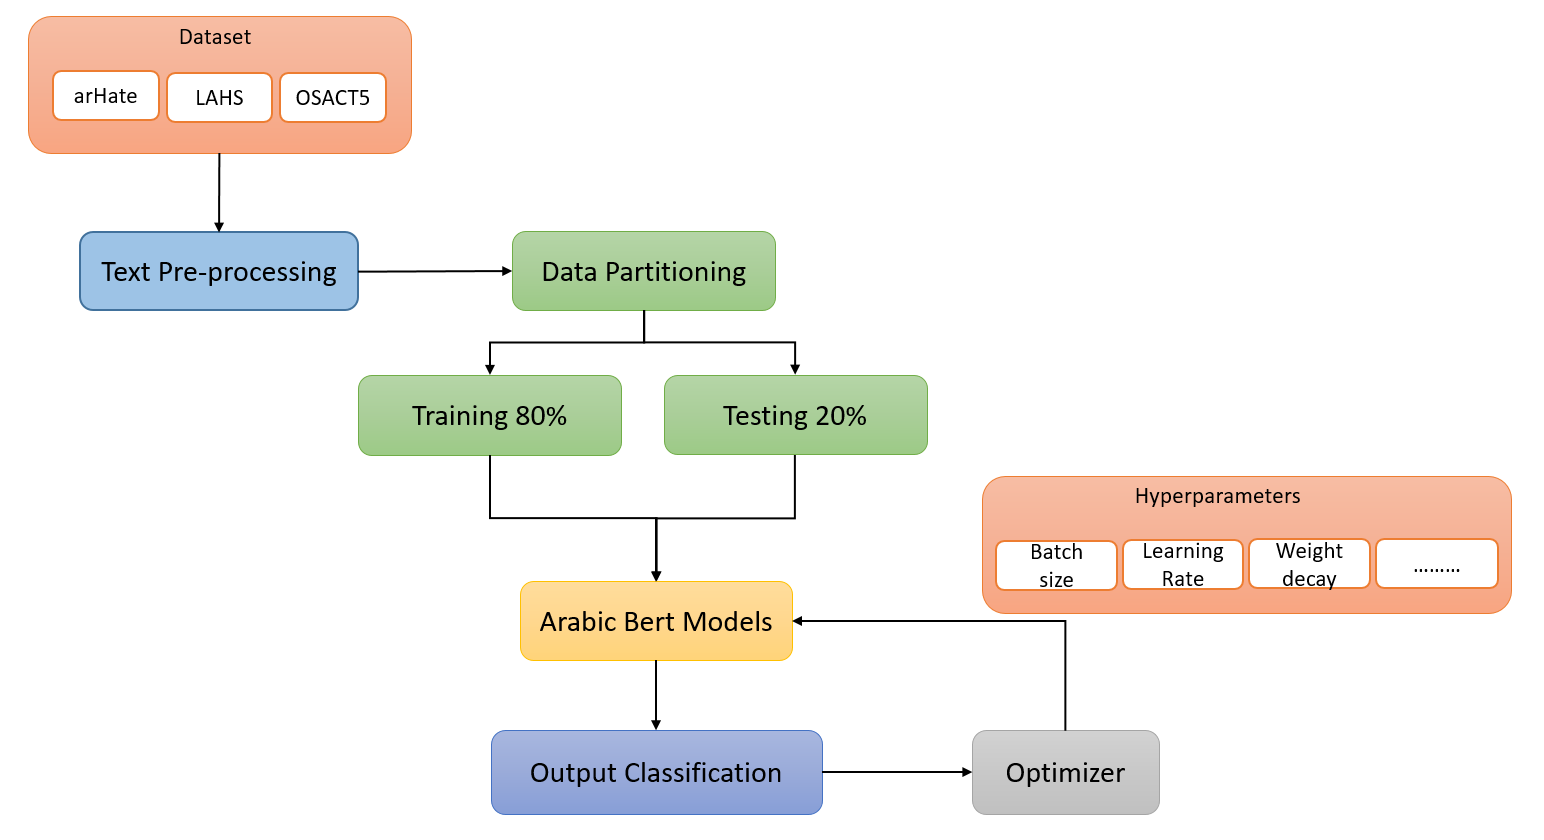 Dataset
arHate
LAHS
OSACT5
Text Pre-processing
Data Partitioning
Training 80%
Testing 20%
Hyperparameters
Batch
size
Learning
Rate
Weight
decay
.........
Arabic Bert Models
Output Classification
Optimizer